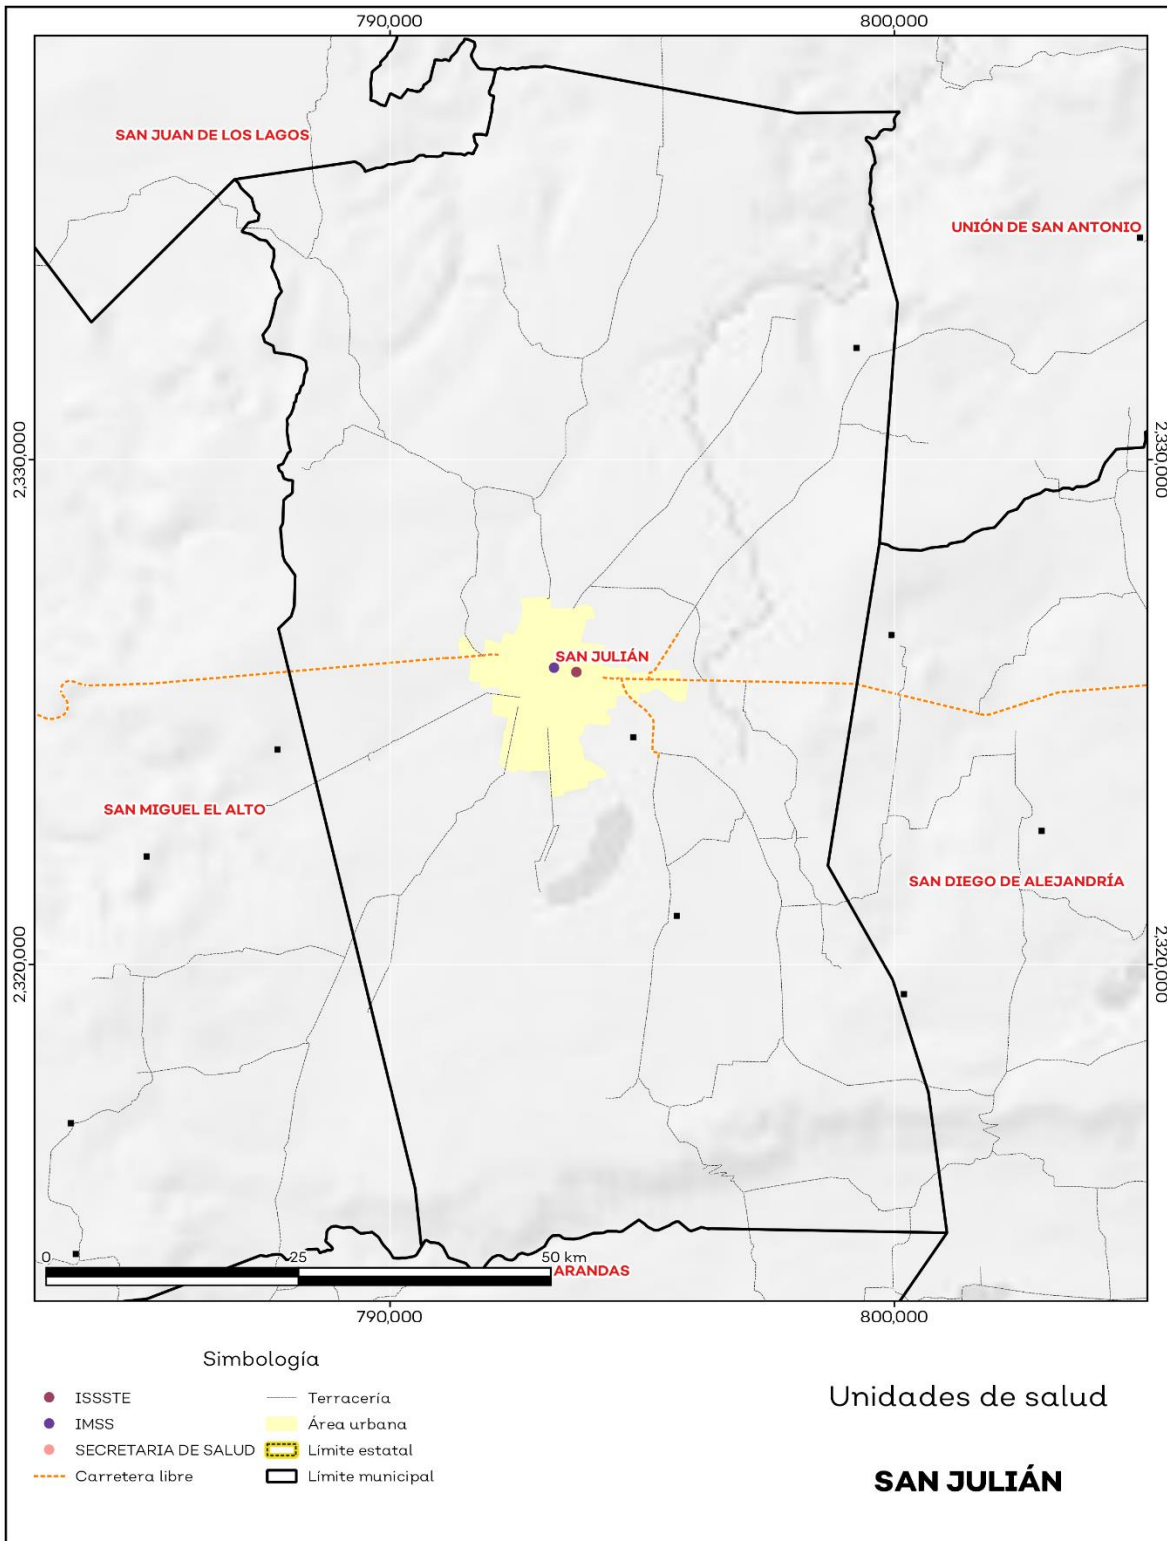 790,000
800,000
SAN JUAN DE LOS LAGOS
UNIÓN DE SAN ANTONIO
2,330,000
2,330,000
SAN JULIÁN
SAN MIGUEL EL ALTO
SAN DIEGO DE ALEJANDRÍA
2,320,000
2,320,000
0
25
50 km
ARANDAS
790,000
800,000
Simbología
ISSSTE
IMSS
SECRETARIA DE SALUD
Carretera libre
Terracería
Área urbana
Límite estatal
Límite municipal
Unidades de salud
SAN JULIÁN